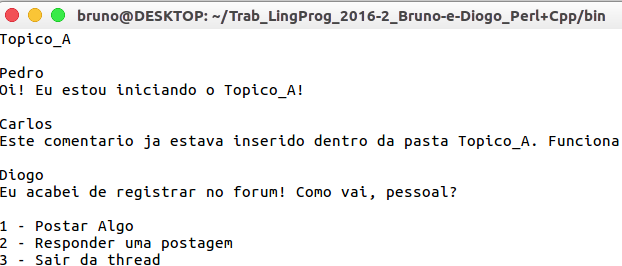 bruno@DESKTOP: ~/Trab_LingProg_2016-2_Bruno-e-Diogo_Perl+Cpp/bin
Topico_A
Pedro
Oi! Eu estou iniciando o Topico_A!
Carlos
Este comentario ja estava inserido dentro da pasta Topico_A. Funciona
Diogo
Eu acabei de registrar no forum! Como vai, pessoal?
1 - Postar Algo
2 - Responder uma postagem
3 - Sair da thread